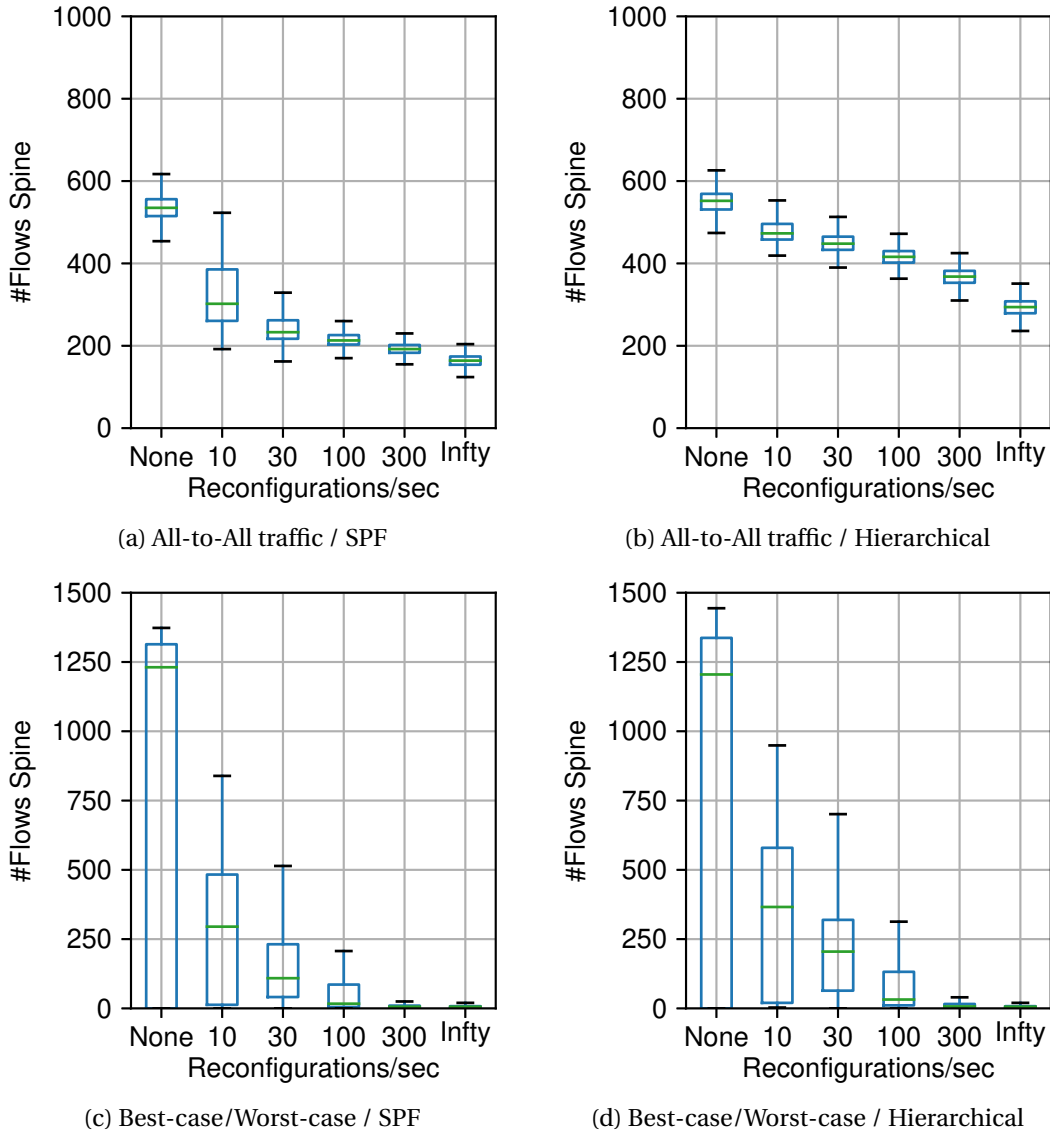 1000
800
600
400
200
0
#Flows Spine
None 10 30 100 300 Infty
Reconfigurations/sec
(a) All-to-All traffic / SPF
1000
800
600
400
200
0
#Flows Spine
None 10 30 100 300 Infty
Reconfigurations/sec
(b) All-to-All traffic / Hierarchical
1500
1250
1000
750
500
250
0
#Flows Spine
None 10 30 100 300 Infty
Reconfigurations/sec
(c) Best-case/Worst-case / SPF
1500
1250
1000
750
500
250
0
#Flows Spine
None 10 30 100 300 Infty
Reconfigurations/sec
(d) Best-case/Worst-case / Hierarchical